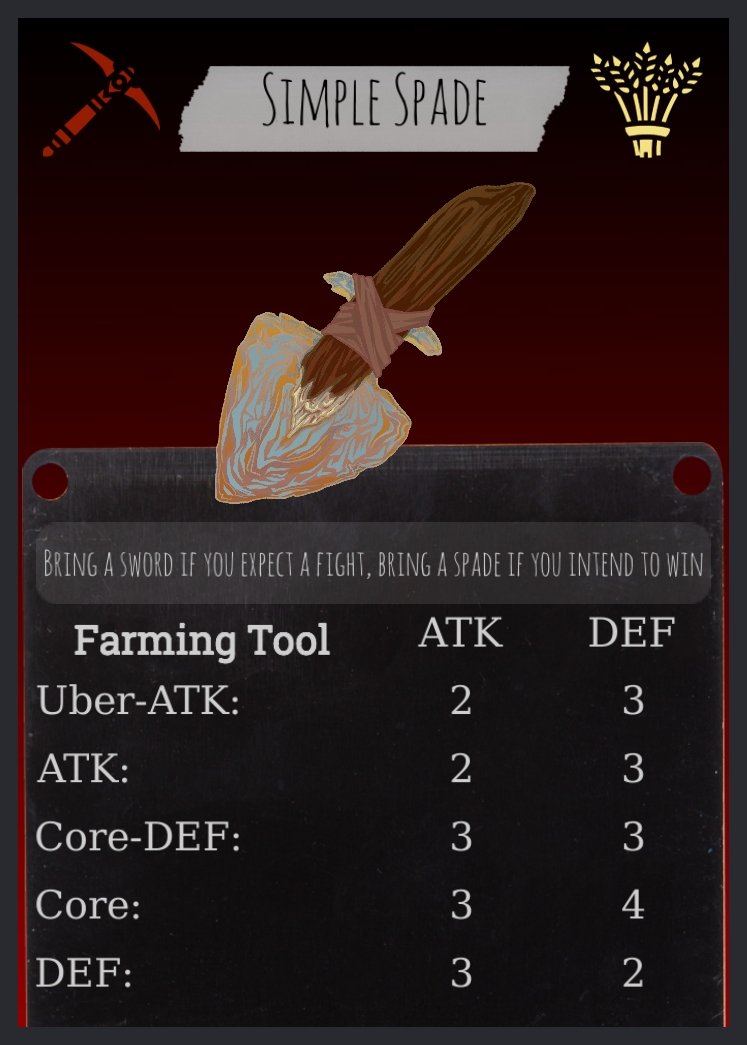 Simple Spade
Bring a sword if you expect a fight, bring a spade if you intend to win
Farming Tool ATK DEF
Uber-ATK: 2 3
ATK: 2 3
Core-DEF: 3 3
Core: 3 4
DEF: 3 2